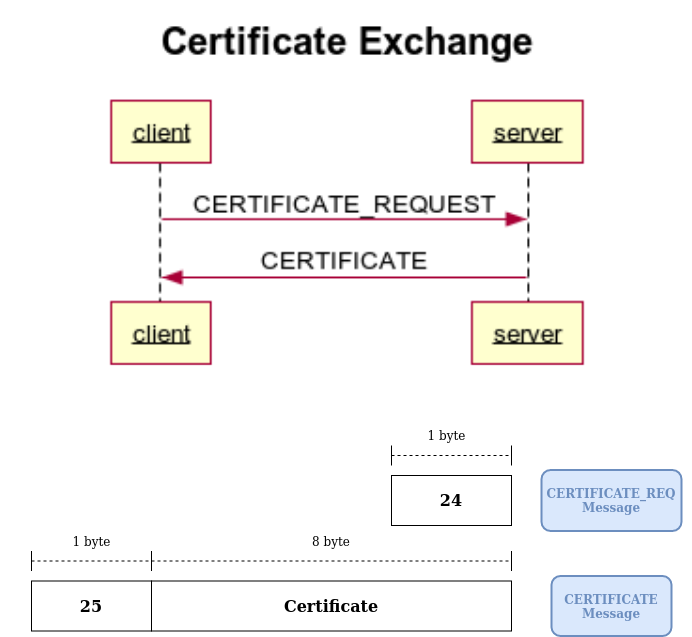 Certificate Exchange
client
server
CERTIFICATE_REQUEST
CERTIFICATE
client
server
1 byte
24
CERTIFICATE_REQ
Message
1 byte
8 byte
25
Certificate
CERTIFICATE
Message